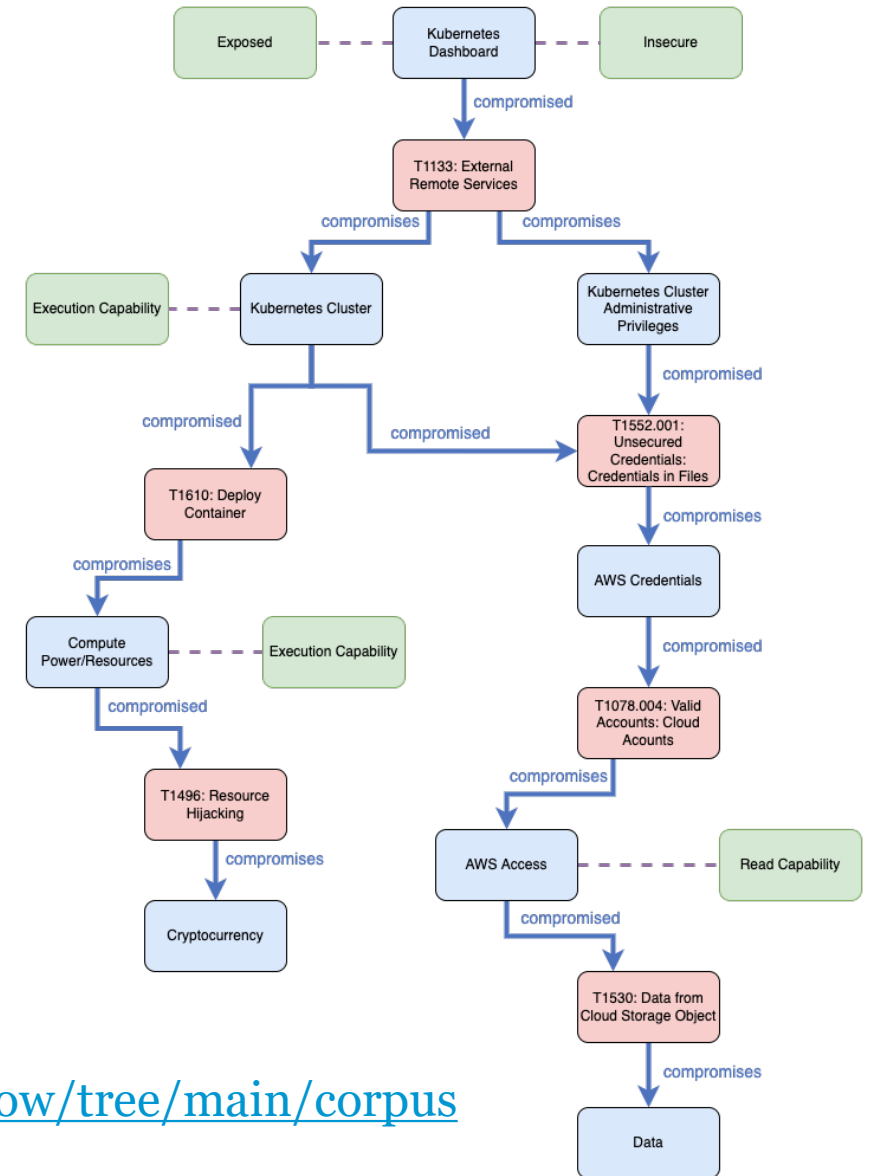 Exposed
Kubernetes
Dashboard
Insecure
compromised
T1133: External
Remote Services
compromises
compromises
Execution Capability
Kubernetes Cluster
Kubernetes Cluster
Administrative
Privileges
compromised
compromised
compromised
T1552.001:
Unsecured
Credentials:
Credentials in Files
T1610: Deploy
Container
compromises
compromises
AWS Credentials
Compute
Power/Resources
Execution Capability
compromised
compromised
T1078.004: Valid
Accounts: Cloud
Acounts
T1496: Resource
Hijacking
compromises
compromises
AWS Access
Read Capability
Cryptocurrency
compromised
T1530: Data from
Cloud Storage Object
compromises
ow/tree/main/corpus
Data